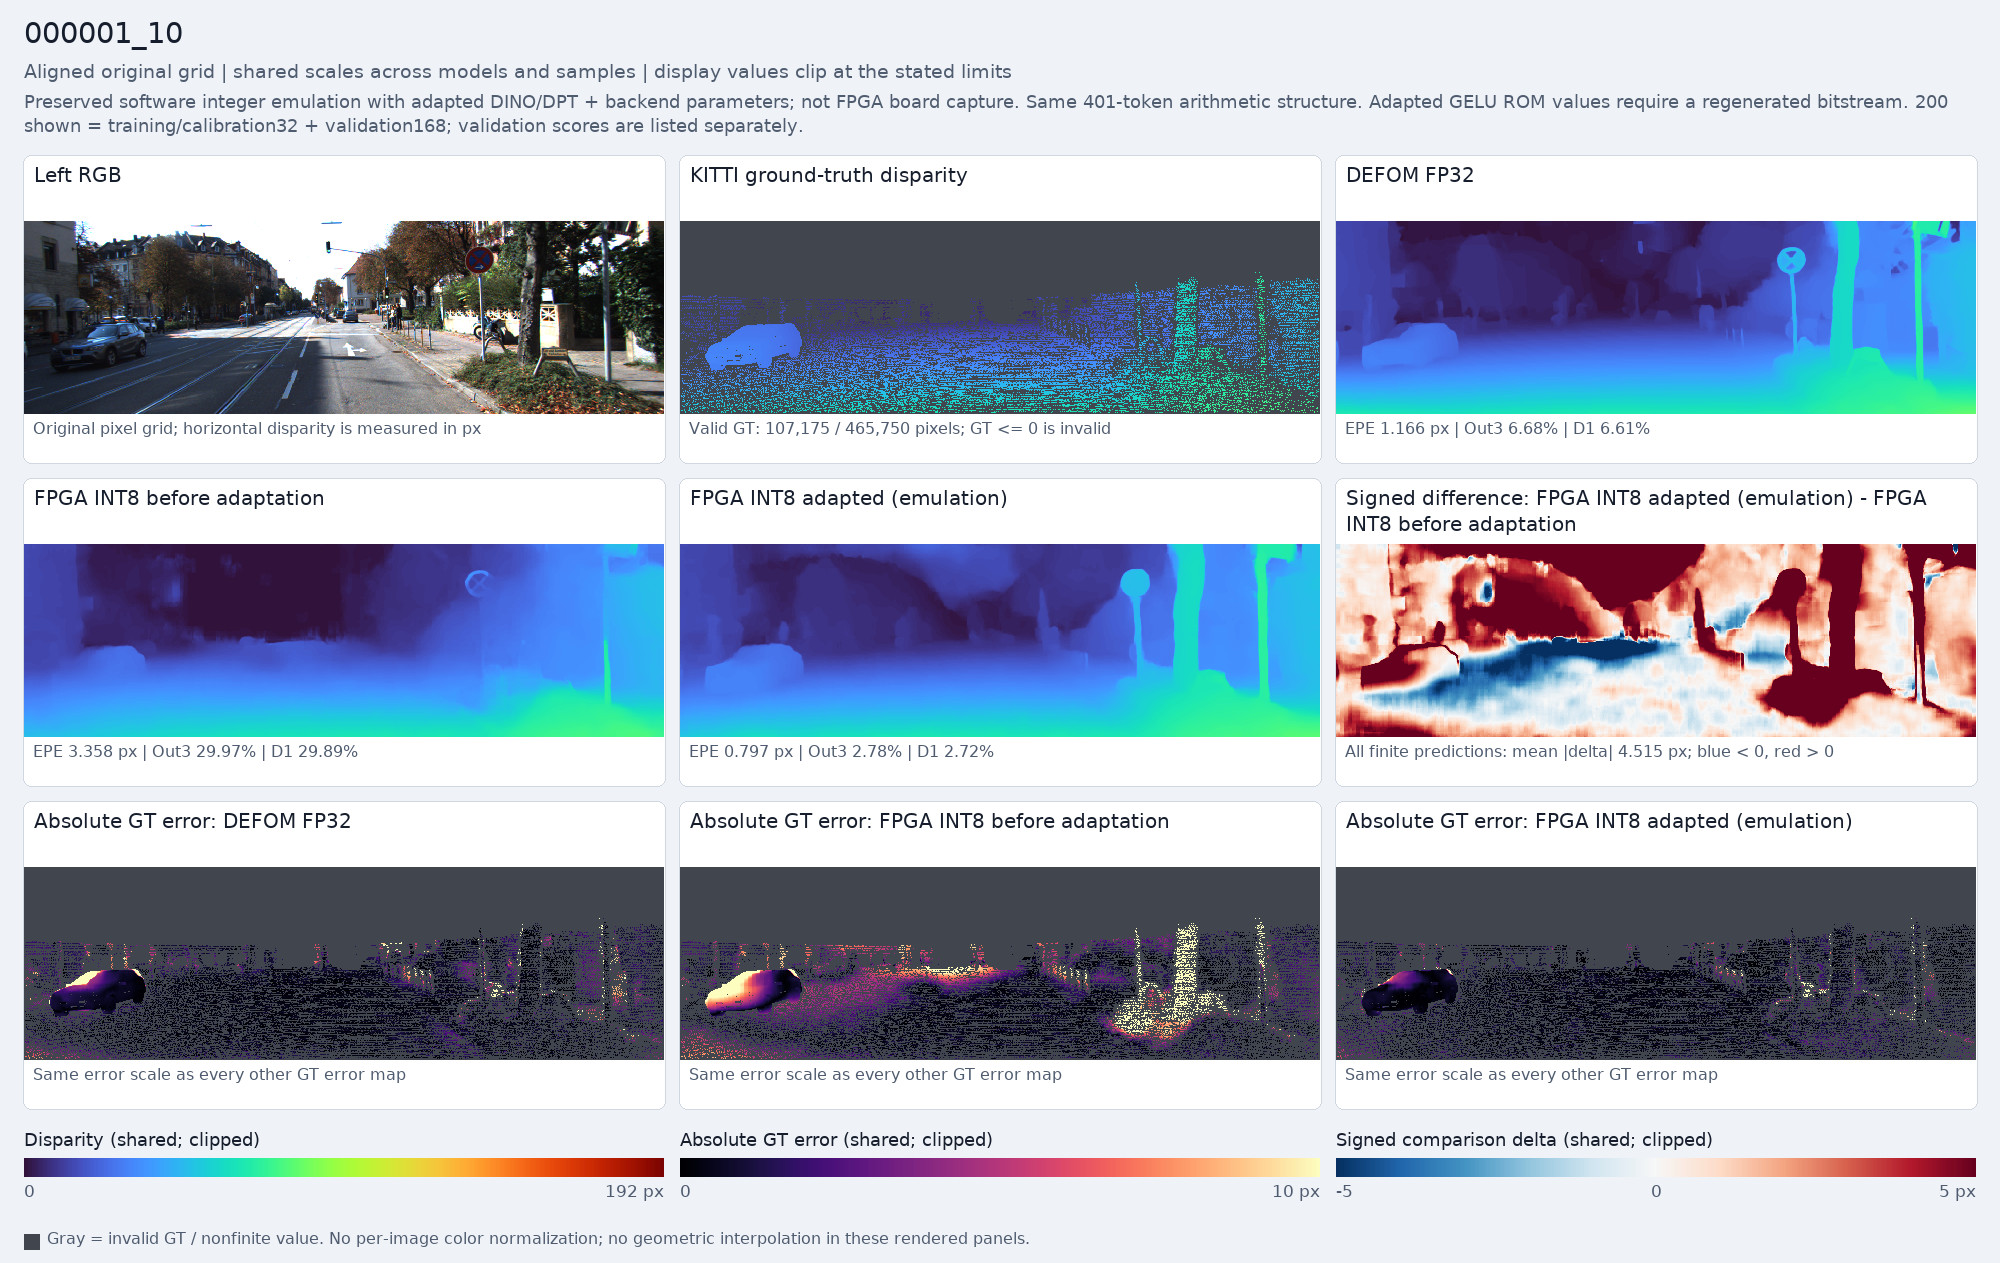 000001_10
Aligned original grid | shared scales across models and samples | display values clip at the stated limits
Preserved software integer emulation with adapted DINO/DPT + backend parameters; not FPGA board capture. Same 401-token arithmetic structure. Adapted GELU ROM values require a regenerated bitstream. 200
shown = training/calibration32 + validation168; validation scores are listed separately.
Left RGB
KITTI ground-truth disparity
DEFOM FP32
Original pixel grid; horizontal disparity is measured in px
Valid GT: 107,175 / 465,750 pixels; GT <= 0 is invalid
EPE 1.166 px | Out3 6.68% | D1 6.61%
FPGA INT8 before adaptation
FPGA INT8 adapted (emulation)
Signed difference: FPGA INT8 adapted (emulation) - FPGA
INT8 before adaptation
EPE 3.358 px | Out3 29.97% | D1 29.89%
EPE 0.797 px | Out3 2.78% | D1 2.72%
All finite predictions: mean |delta| 4.515 px; blue < 0, red > 0
Absolute GT error: DEFOM FP32
Absolute GT error: FPGA INT8 before adaptation
Absolute GT error: FPGA INT8 adapted (emulation)
Same error scale as every other GT error map
Same error scale as every other GT error map
Same error scale as every other GT error map
Disparity (shared; clipped)
Absolute GT error (shared; clipped)
Signed comparison delta (shared; clipped)
0
192 px
0
10 px
-5
0
5 px
Gray = invalid GT / nonfinite value. No per-image color normalization; no geometric interpolation in these rendered panels.